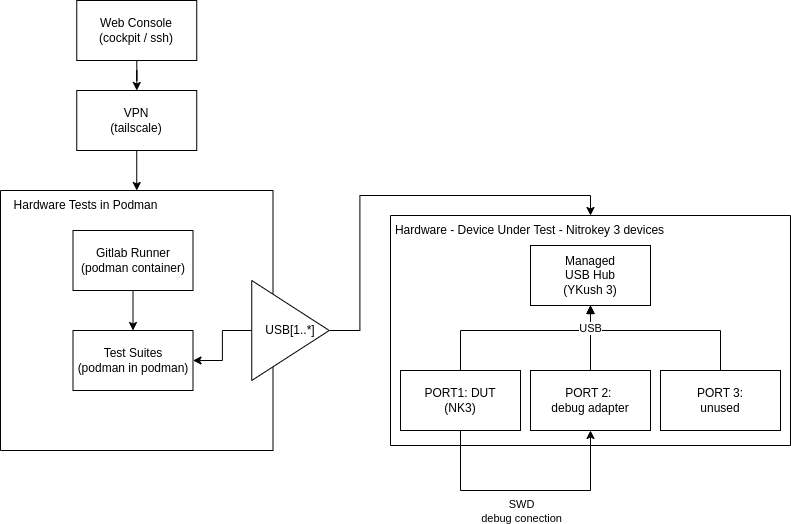 Web Console
(cockpit / ssh)
VPN
(tailscale)
Hardware Tests in Podman
Gitlab Runner
(podman container)
Test Suites
(podman in podman)
USB[1..*]
Hardware - Device Under Test - Nitrokey 3 devices
Managed
USB Hub
(YKush 3)
USB
PORT1: DUT
(NK3)
PORT 2:
debug adapter
PORT 3:
unused
SWD
debug conection